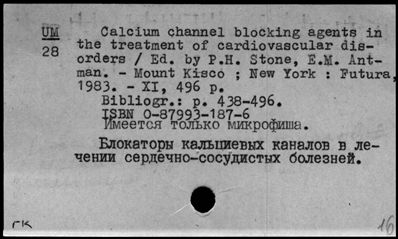 UM Calcium channel blocking agents in
28 the treatment of cardiovascular dis-
orders / Ed. by P.H. Stone, E.M. Ant-
man. - Mount Kisco ; New York : Futura,
1983. - XI, 496 p.
Bibliogr.: p. 438-496.
ISBN 0-87993-187-6
Имеется только микрофиша.
Блокаторы кальциевых каналов в ле-
чении сердечно-сосудистых болезней.
гк 16